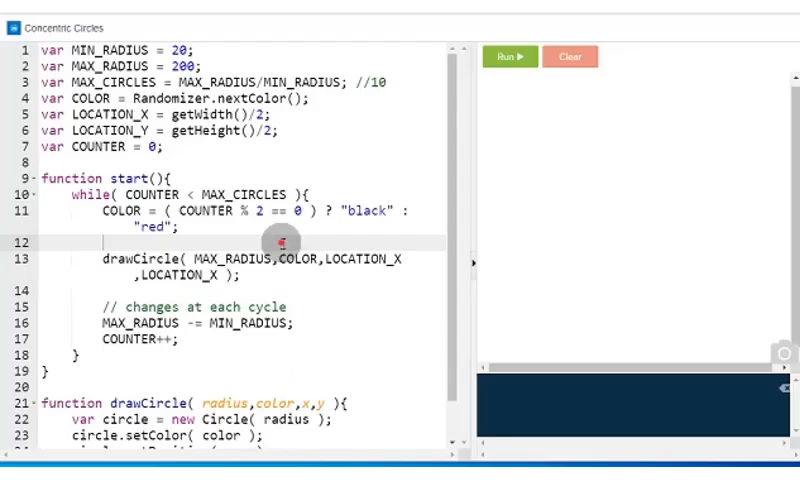 Concentric Circles
1 var MIN_RADIUS = 20;
2 var MAX_RADIUS = 200;
3 var MAX_CIRCLES = MAX_RADIUS/MIN_RADIUS; //10
4 var COLOR = Randomizer.nextColor();
5 var LOCATION_X = getWidth()/2;
6 var LOCATION_Y = getHeight()/2;
7 var COUNTER = 0;
8
9 function start(){
10 while( COUNTER < MAX_CIRCLES ){
11 COLOR = ( COUNTER % 2 == 0 ) ? "black" :
"red";
12
13 drawCircle( MAX_RADIUS,COLOR,LOCATION_X
,LOCATION_X );
14
15 // changes at each cycle
16 MAX_RADIUS -= MIN_RADIUS;
17 COUNTER++;
18 }
19 }
20
21 function drawCircle( radius,color,x,y ){
22 var circle = new Circle( radius );
23 circle.setColor( color );
Run
Clear